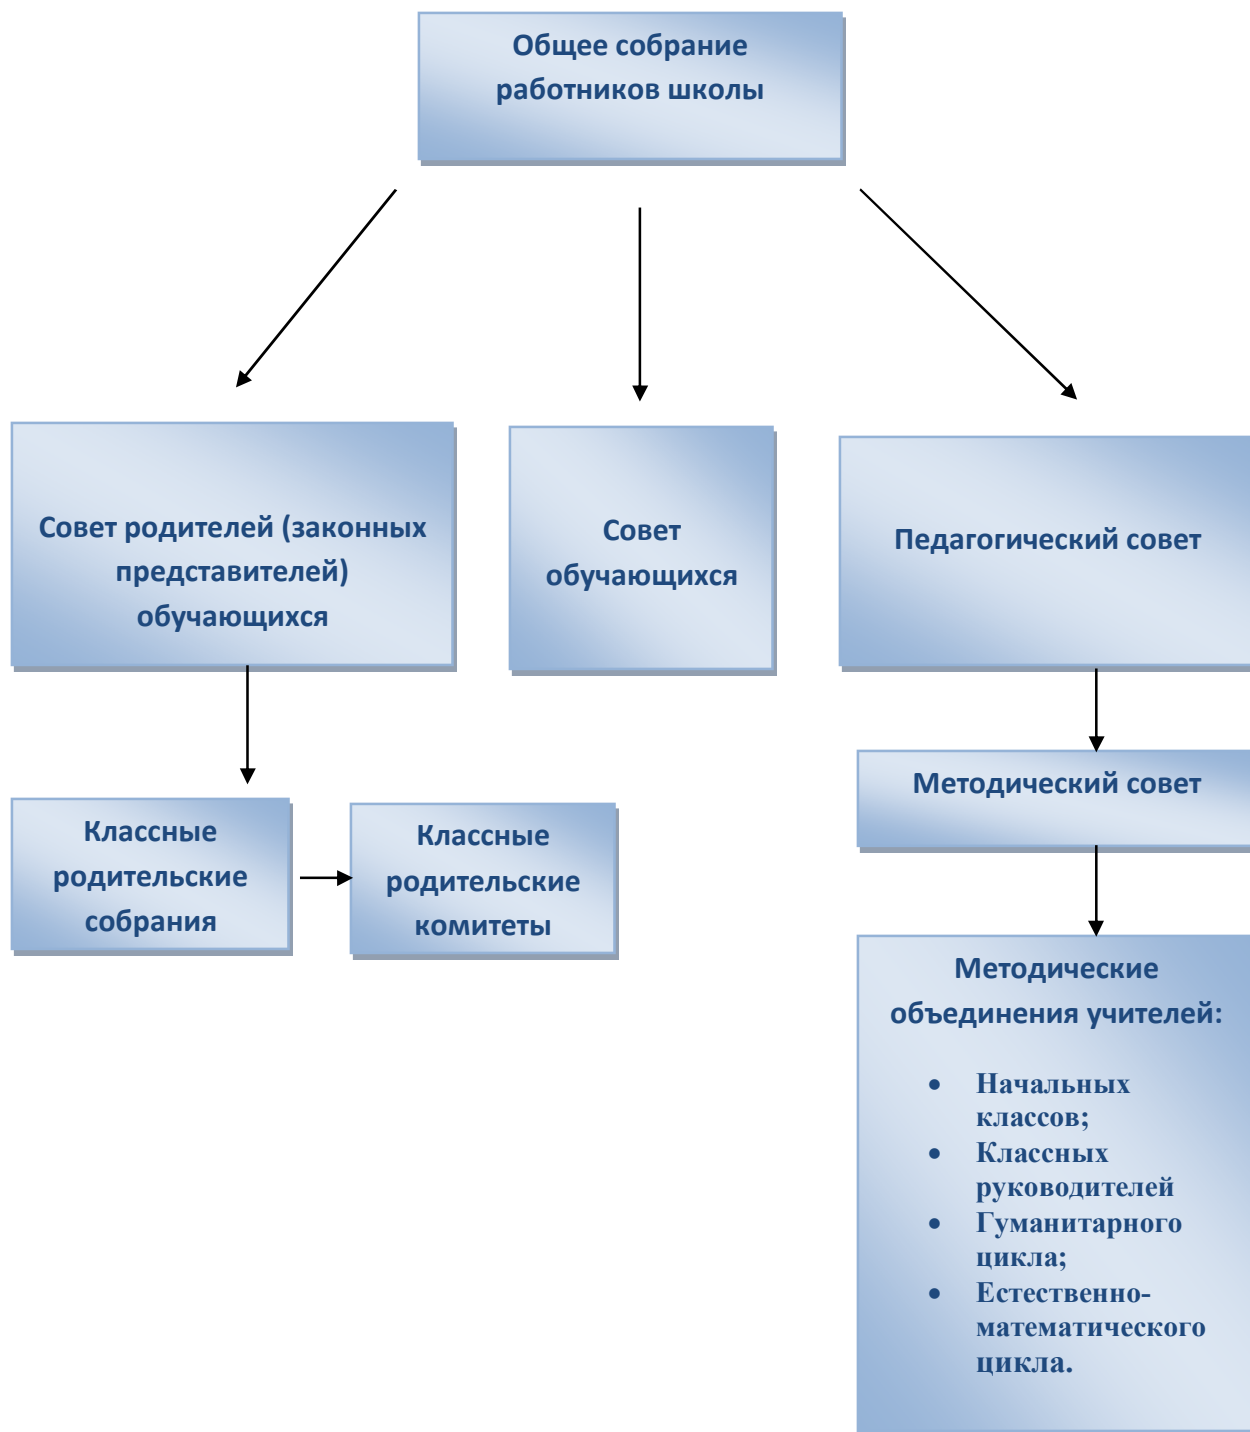 Общее собрание
работников школы
Совет родителей (законных
представителей)
обучающихся
Совет
обучающихся
Педагогический совет
Методический совет
Классные
родительские
собрания
Классные
родительские
комитеты
Методические
объединения учителей:
• Начальных
классов;
• Классных
руководителей
• Гуманитарного
цикла;
• Естественно-
математического
цикла.